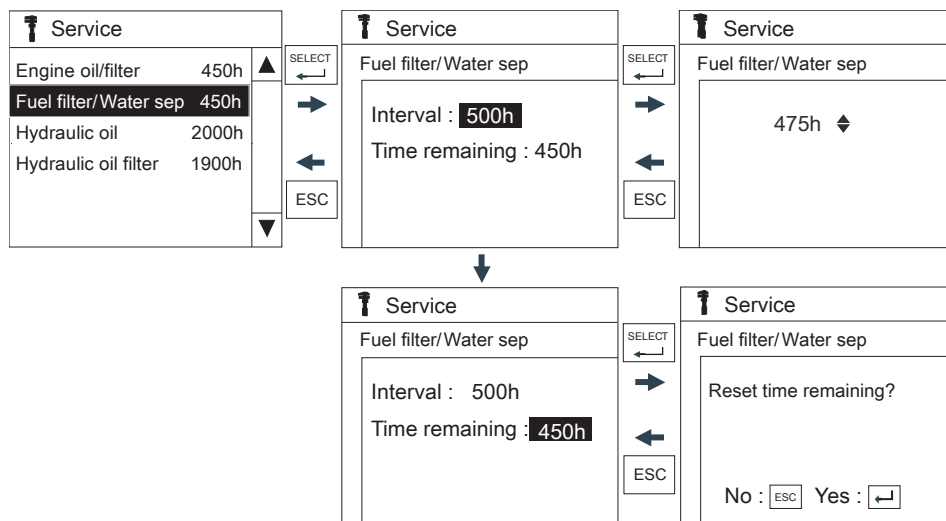 Service
Engine oil/filter 450h
Fuel filter/Water sep 450h
Hydraulic oil 2000h
Hydraulic oil filter 1900h
SELECT
ESC
Service
Fuel filter/Water sep
Interval : 500h
Time remaining : 450h
SELECT
ESC
Service
Fuel filter/Water sep
475h
Service
Fuel filter/Water sep
Interval : 500h
Time remaining : 450h
SELECT
ESC
Service
Fuel filter/Water sep
Reset time remaining?
No : ESC Yes :